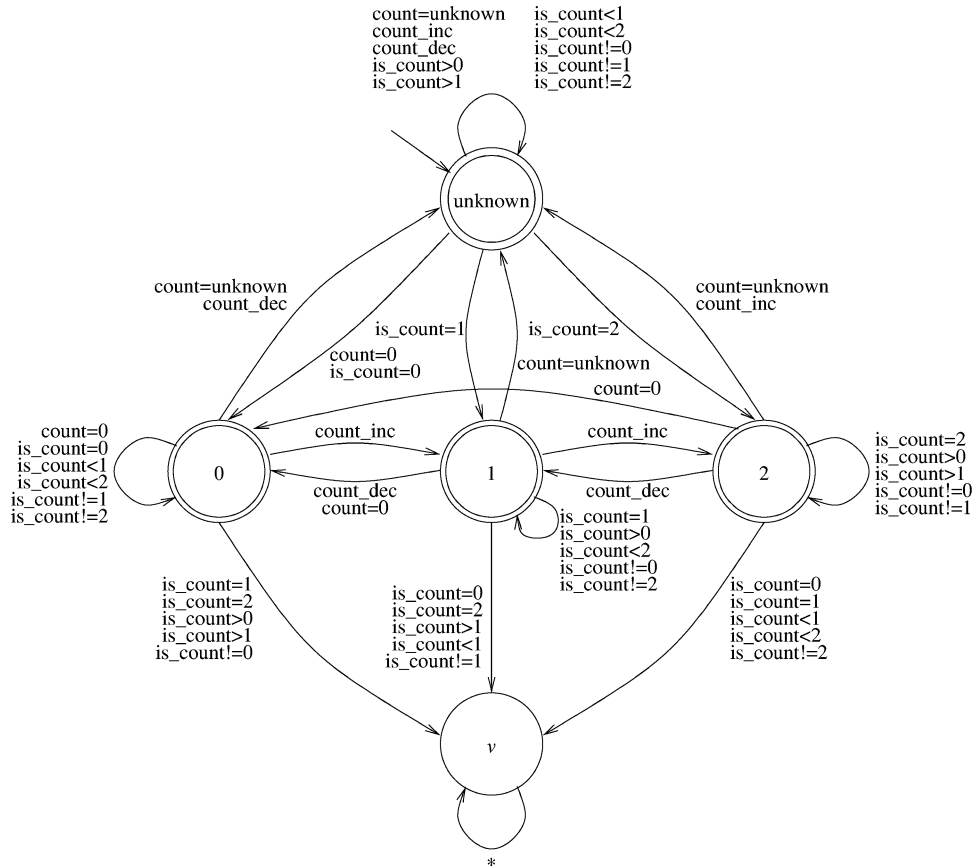 count=unknown
count_inc
count_dec
is_count>0
is_count>1
is_count<1
is_count<2
is_count!=0
is_count!=1
is_count!=2
unknown
count=unknown
count_dec
count=unknown
count_inc
is_count=1
is_count=2
count=0
is_count=0
count=unknown
count=0
count=0
is_count=0
is_count<1
is_count<2
is_count!=1
is_count!=2
0
count_inc
count_dec
count=0
1
count_inc
count_dec
2
is_count=2
is_count>0
is_count>1
is_count!=0
is_count!=1
is_count=1
is_count>0
is_count<2
is_count!=0
is_count!=2
is_count=1
is_count=2
is_count>0
is_count>1
is_count!=0
is_count=0
is_count=2
is_count>1
is_count<1
is_count!=1
is_count=0
is_count=1
is_count<1
is_count<2
is_count!=2
v
*